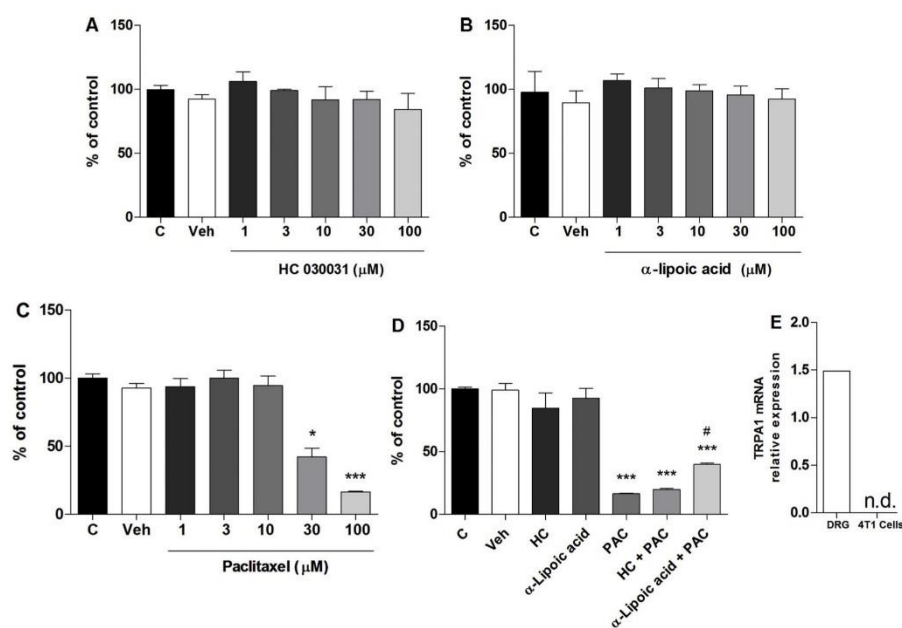 A
% of control
150
100
50
0
C Veh 1 3 10 30 100
HC 030031 (μM)
B
% of control
150
100
50
0
C Veh 1 3 10 30 100
α-lipoic acid (μM)
C
% of control
150
100
50
0
*
***
C Veh 1 3 10 30 100
Paclitaxel (μM)
D
% of control
150
100
50
0
***
***
#
***
C
Veh
HC
α-Lipoic acid
PAC
HC + PAC
α-Lipoic acid + PAC
E
TRPA1 mRNA
relative expression
2.0
1.5
1.0
0.5
0.0
n.d.
DRG 4T1 Cells